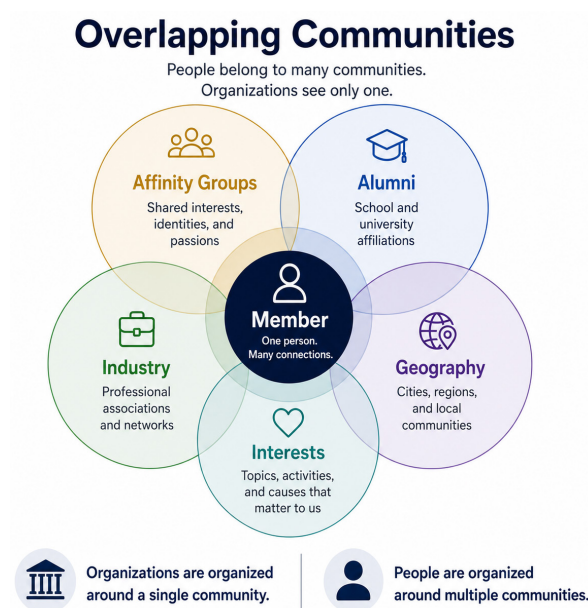 Overlapping Communities
People belong to many communities.
Organizations see only one.
Affinity Groups
Shared interests,
identities, and
passions
Alumni
School and
university
affiliations
Member
One person.
Many connections.
Industry
Professional
associations
and networks
Geography
Cities, regions,
and local
communities
Interests
Topics, activities,
and causes that
matter to us
Organizations are organized
around a single community.
People are organized
around multiple communities.